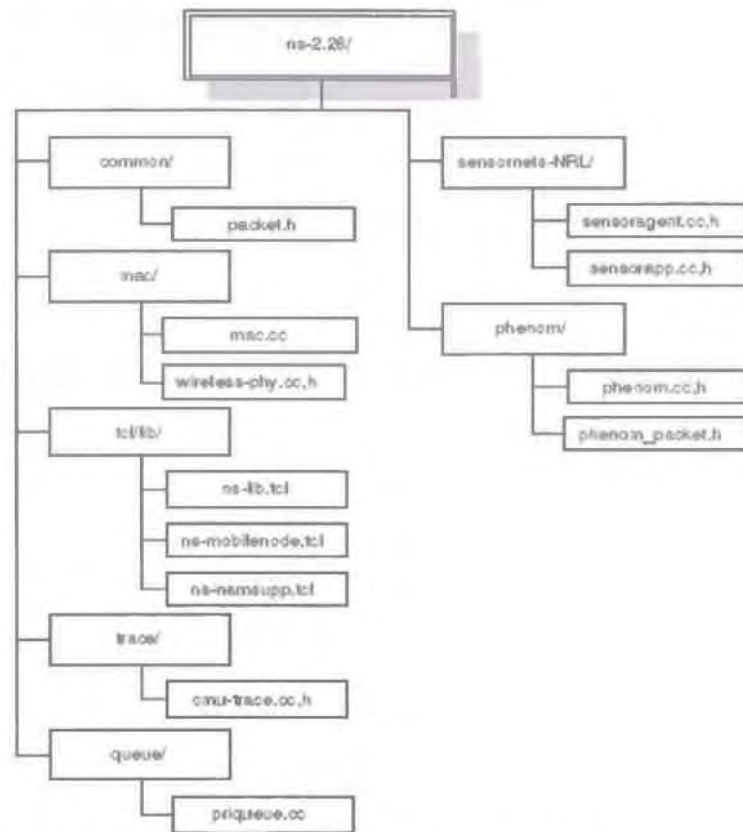 ns-2.26/
common/
packet.h
mac/
mac.cc
wireless-phy.cc,h
tcl/lib/
ns-lib.tcl
ns-mobilenode.tcl
ns-namsupp.tcl
trace/
cmu-trace.cc,h
queue/
priqueue.cc
sensornets-NRL/
sensoragent.cc,h
sensorapp.cc,h
phenom/
phenom.cc,h
phenom_packet.h